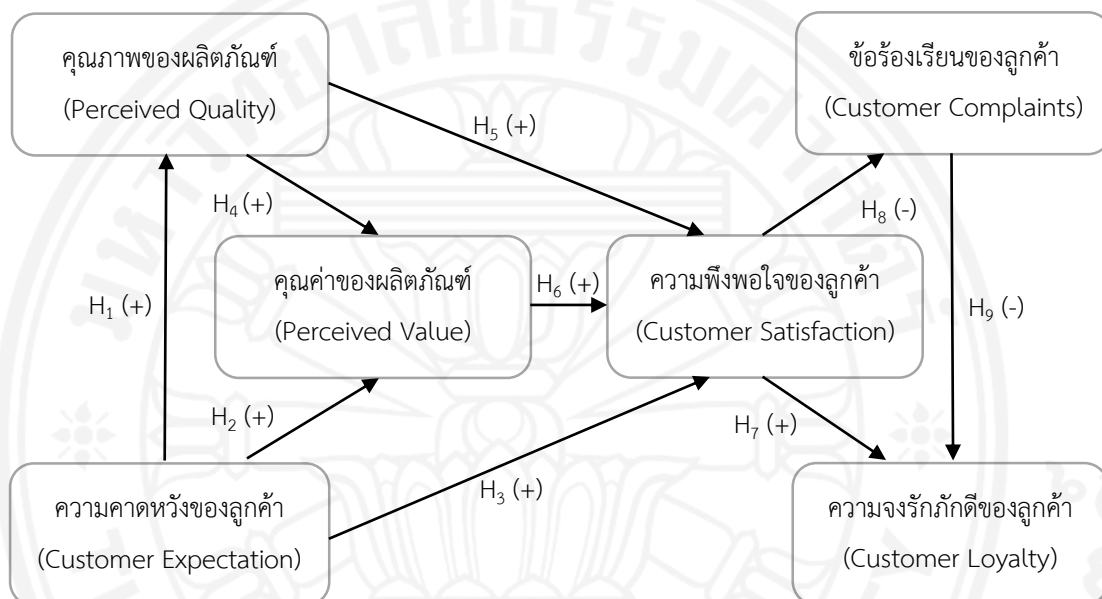 คุณภาพของผลิตภัณฑ์
(Perceived Quality)
ข้อร้องเรียนของลูกค้า
(Customer Complaints)
H5 (+)
H4 (+)
H8 (-)
คุณค่าของผลิตภัณฑ์
(Perceived Value)
H6 (+)
ความพึงพอใจของลูกค้า
(Customer Satisfaction)
H1 (+)
H9 (-)
H2 (+)
H7 (+)
H3 (+)
ความคาดหวังของลูกค้า
(Customer Expectation)
ความจงรักภักดีของลูกค้า
(Customer Loyalty)